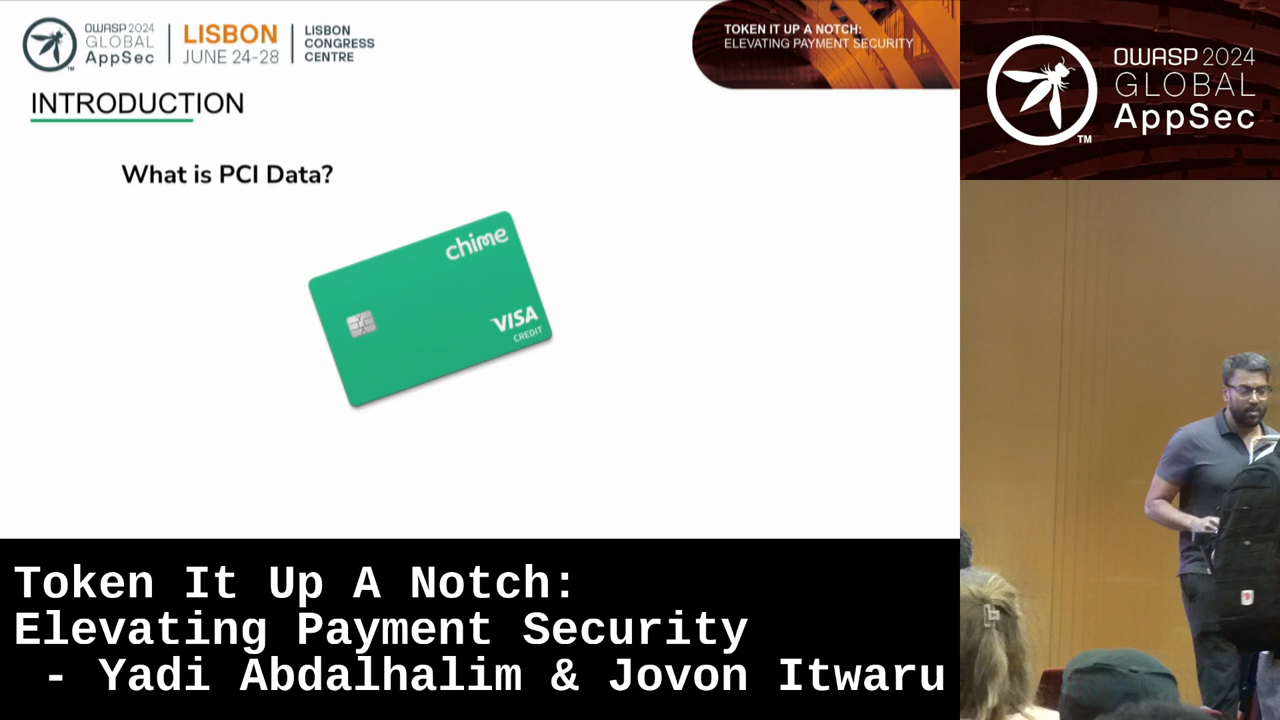 OWASP 2024
GLOBAL
AppSec
TM
LISBON
JUNE 24-28
LISBON
CONGRESS
CENTRE
TOKEN IT UP A NOTCH:
ELEVATING PAYMENT SECURITY
INTRODUCTION
What is PCI Data?
chime
VISA
CREDIT
OWASP 2024
GLOBAL
AppSec
TM
Token It Up A Notch:
Elevating Payment Security
- Yadi Abdalhalim & Jovon Itwaru